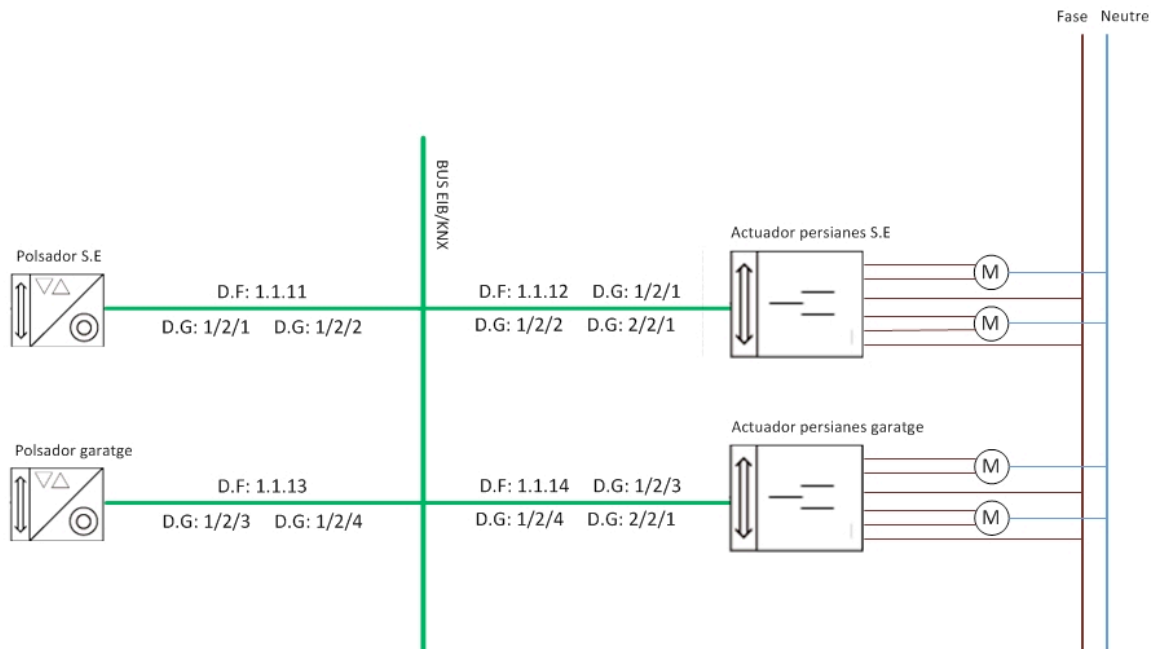 Fase Neutre
BUS EIB/KNX
Polsador S.E
D.F: 1.1.11
D.G: 1/2/1 D.G: 1/2/2
D.F: 1.1.12 D.G: 1/2/1
D.G: 1/2/2 D.G: 2/2/1
Actuador persianes S.E
M
M
Polsador garatge
D.F: 1.1.13
D.G: 1/2/3 D.G: 1/2/4
D.F: 1.1.14 D.G: 1/2/3
D.G: 1/2/4 D.G: 2/2/1
Actuador persianes garatge
M
M